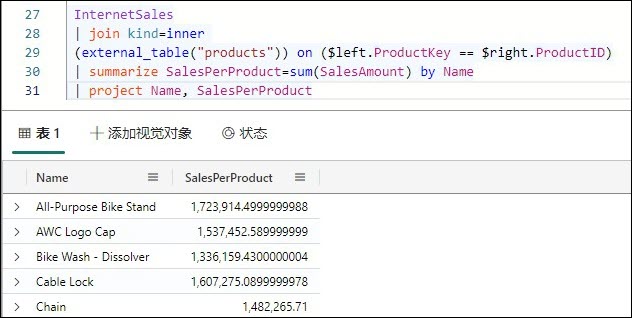 27 InternetSales
28 | join kind=inner
29 (external_table("products")) on ($left.ProductKey == $right.ProductID)
30 | summarize SalesPerProduct=sum(SalesAmount) by Name
31 | project Name, SalesPerProduct
表 1 添加视觉对象 状态
Name SalesPerProduct
All-Purpose Bike Stand 1,723,914.4999999988
AWC Logo Cap 1,537,452.589999999
Bike Wash - Dissolver 1,336,159.4300000004
Cable Lock 1,607,275.0899999978
Chain 1,482,265.71